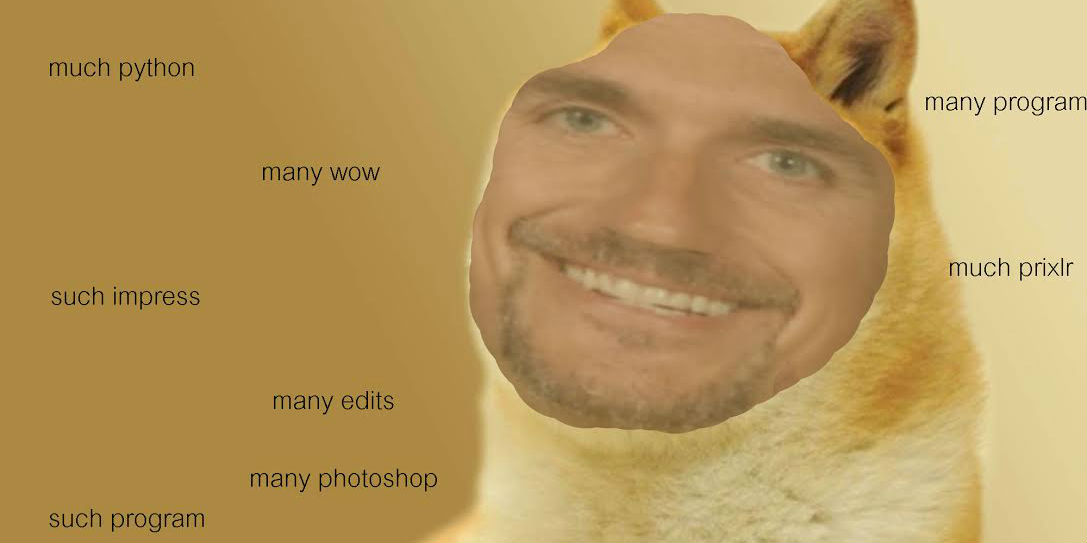 much python
many program
many wow
much prixlr
such impress
many edits
many photoshop
such program